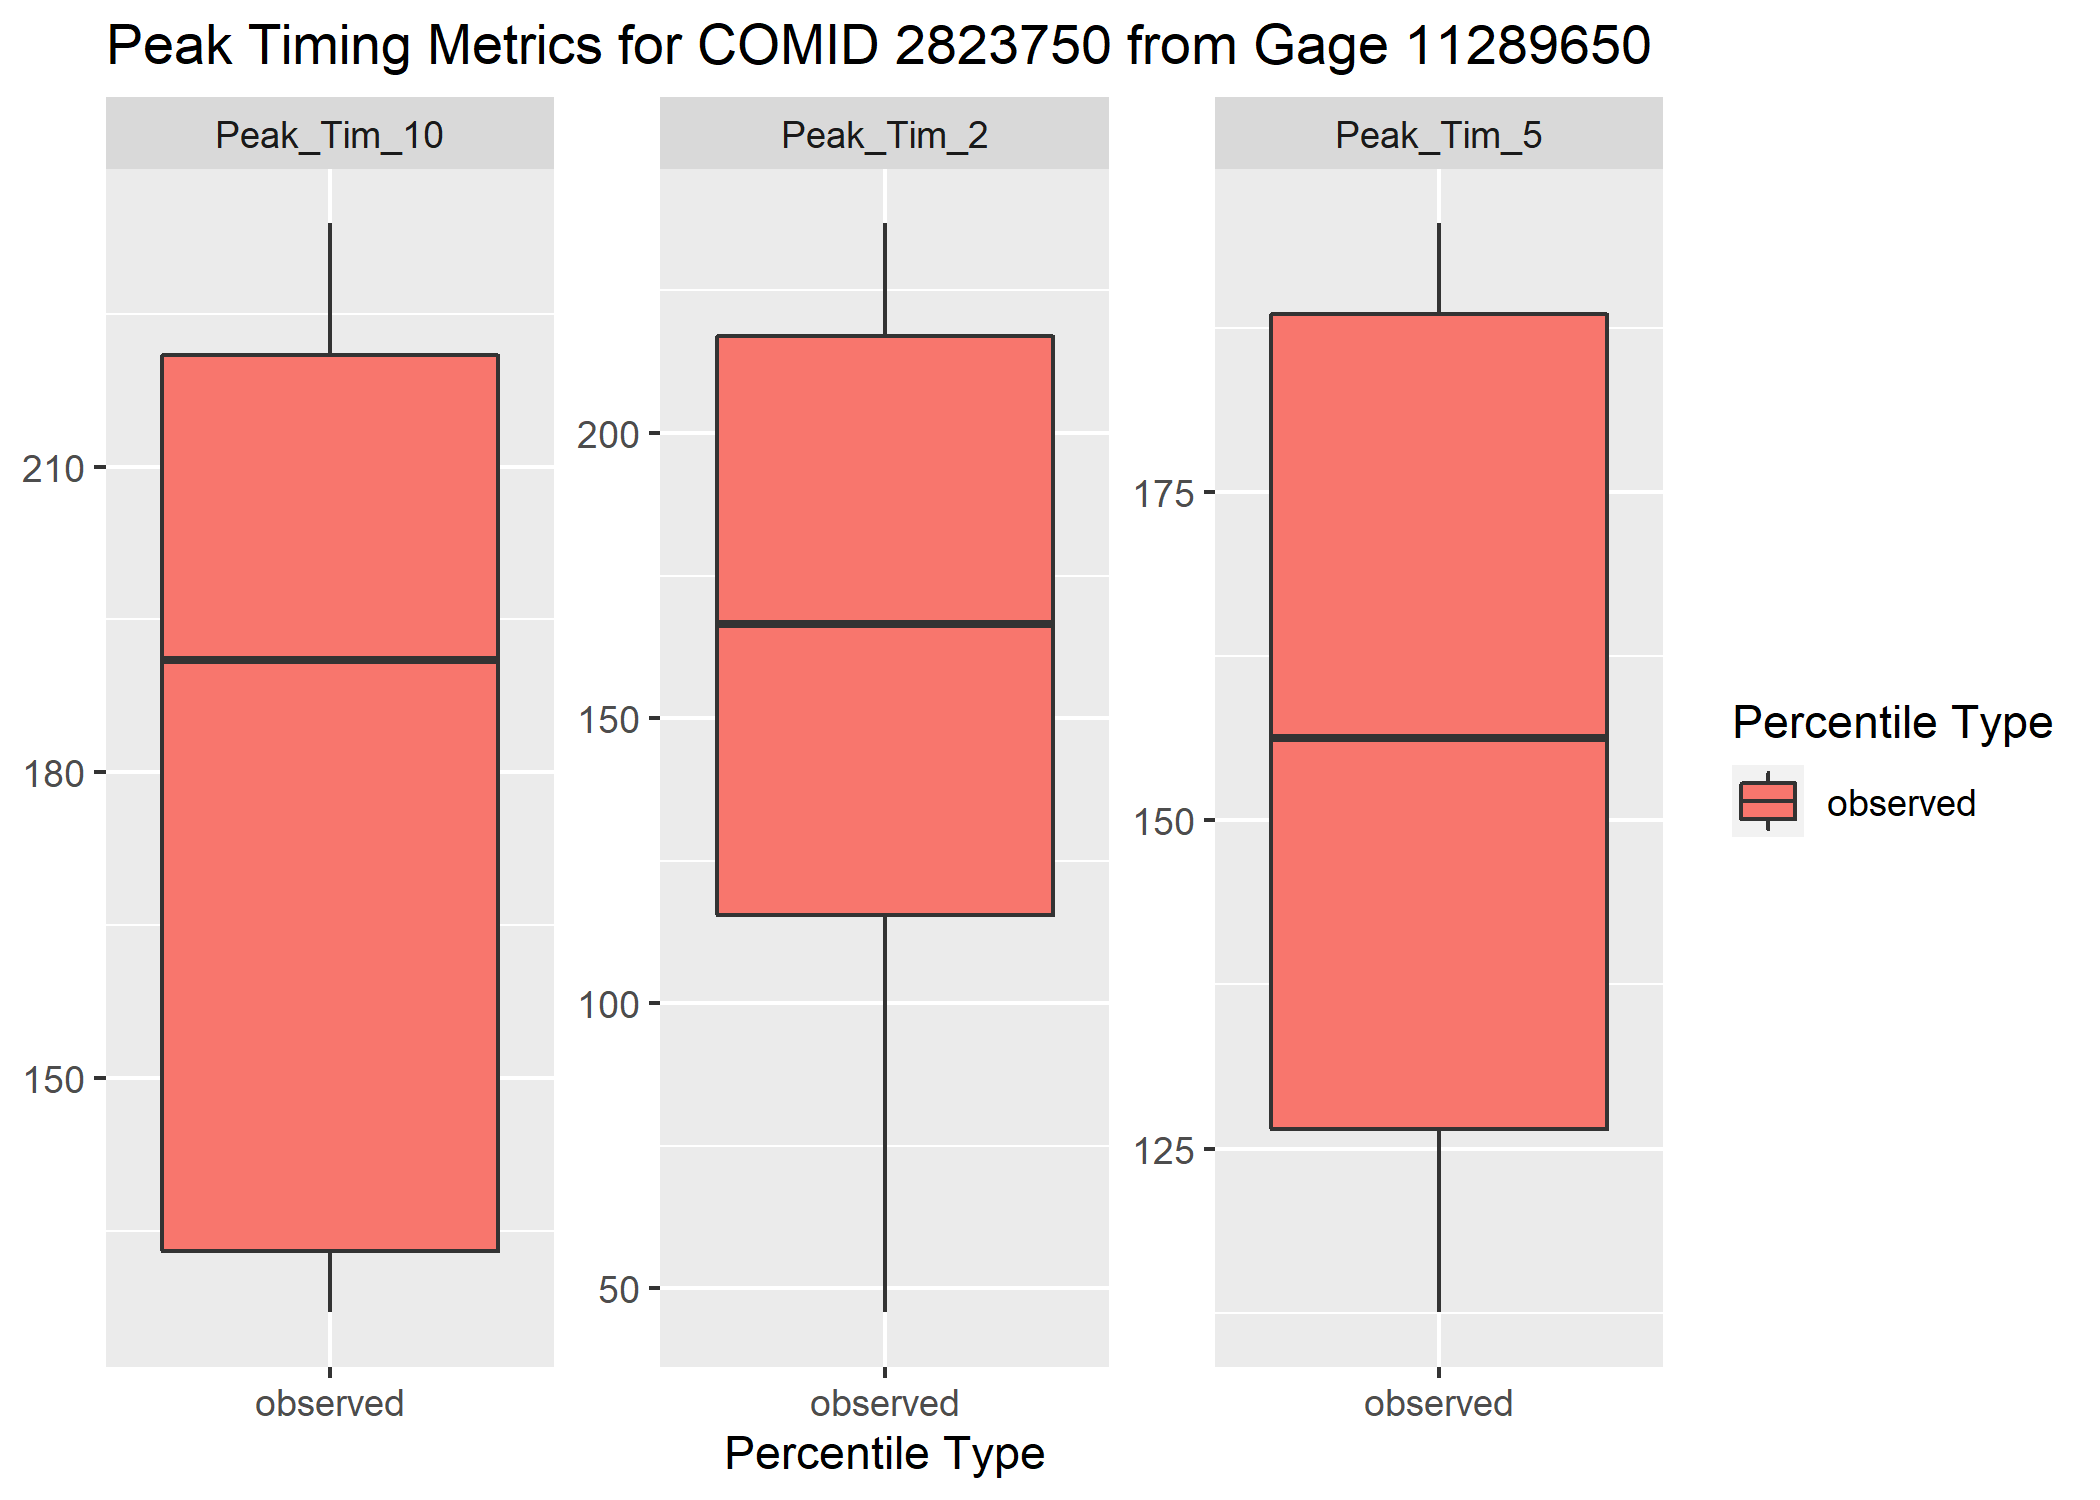 Peak Timing Metrics for COMID 2823750 from Gage 11289650
Peak_Tim_10
Peak_Tim_2
Peak_Tim_5
210
180
150
200
150
100
50
175
150
125
observed
observed
observed
Percentile Type
Percentile Type
observed